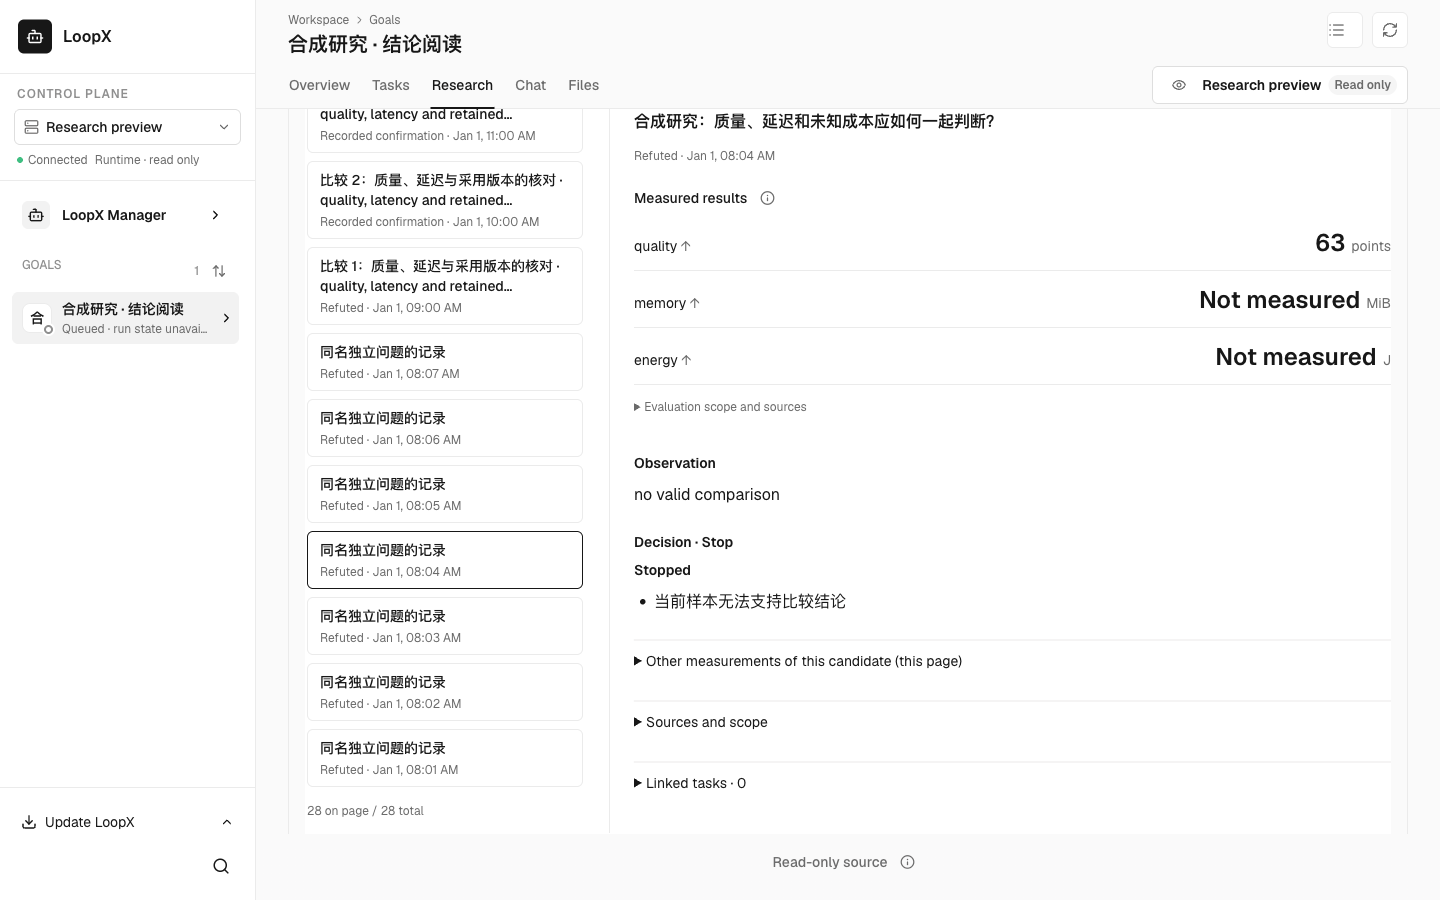 LoopX
CONTROL PLANE
Research preview
Connected Runtime · read only
LoopX Manager
GOALS
1
合
合成研究 · 结论阅读
Queued · run state unavai...
Update LoopX
Workspace > Goals
合成研究 · 结论阅读
Overview Tasks Research Chat Files
Research preview Read only
quality, latency and retained...
Recorded confirmation · Jan 1, 11:00 AM
比较 2：质量、延迟与采用版本的核对 ·
quality, latency and retained...
Recorded confirmation · Jan 1, 10:00 AM
比较 1：质量、延迟与采用版本的核对 ·
quality, latency and retained...
Refuted · Jan 1, 09:00 AM
同名独立问题的记录
Refuted · Jan 1, 08:07 AM
同名独立问题的记录
Refuted · Jan 1, 08:06 AM
同名独立问题的记录
Refuted · Jan 1, 08:05 AM
同名独立问题的记录
Refuted · Jan 1, 08:04 AM
同名独立问题的记录
Refuted · Jan 1, 08:03 AM
同名独立问题的记录
Refuted · Jan 1, 08:02 AM
同名独立问题的记录
Refuted · Jan 1, 08:01 AM
28 on page / 28 total
合成研究：质量、延迟和未知成本应如何一起判断?
Refuted · Jan 1, 08:04 AM
Measured results
quality ↑ 63 points
memory ↑ Not measured MiB
energy ↑ Not measured J
Evaluation scope and sources
Observation
no valid comparison
Decision · Stop
Stopped
• 当前样本无法支持比较结论
Other measurements of this candidate (this page)
Sources and scope
Linked tasks · 0
Read-only source